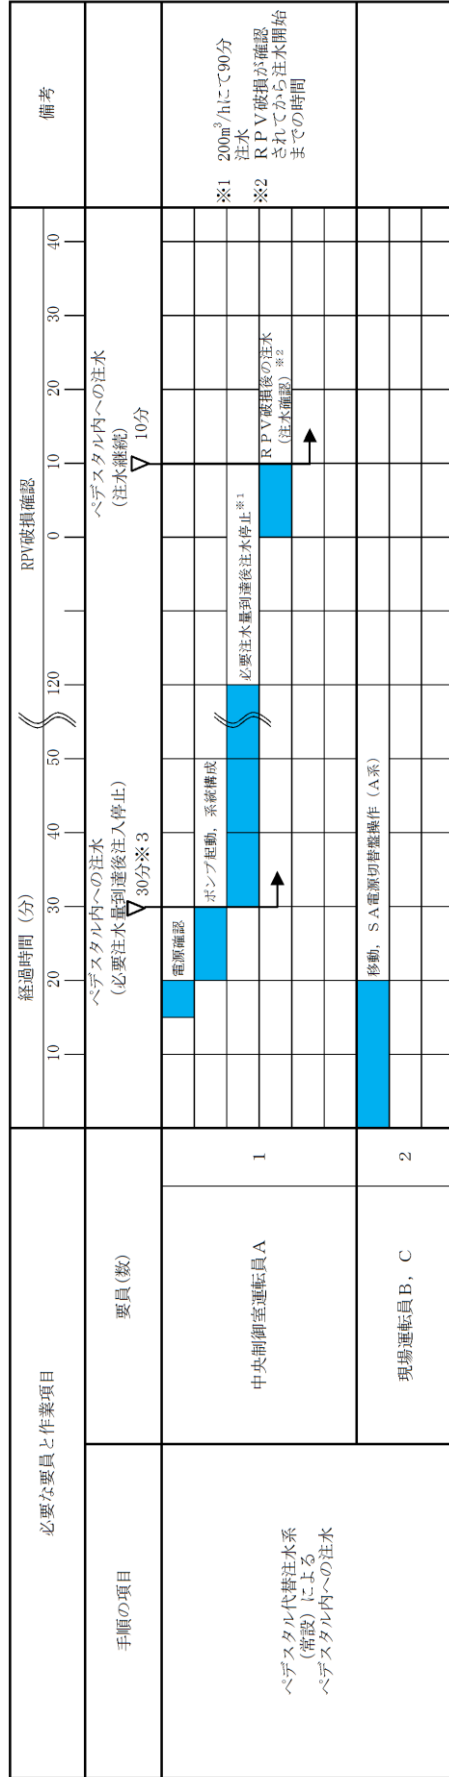 必要な要員と作業項目
経過時間（分）
RPV破損確認
備考
10 20 30 40 50 120 0 10 20 30 40
手順の項目
要員(数)
ペデスタル内への注水
（必要注水量到達後注入停止）
30分※３
ペデスタル内への注水
（注水継続）
10分
ペデスタル代替注水系
（常設）による
ペデスタル内への注水
中央制御室運転員Ａ
1
電源確認
ポンプ起動，系統構成
必要注水量到達後注水停止※1
ＲＰＶ破損後の注水
（注水確認）※2
※1 200m³/hにて90分
注水
※2 ＲＰＶ破損が確認
されてから注水開始
までの時間
現場運転員Ｂ，Ｃ
2
移動，ＳＡ電源切替盤操作（Ａ系）